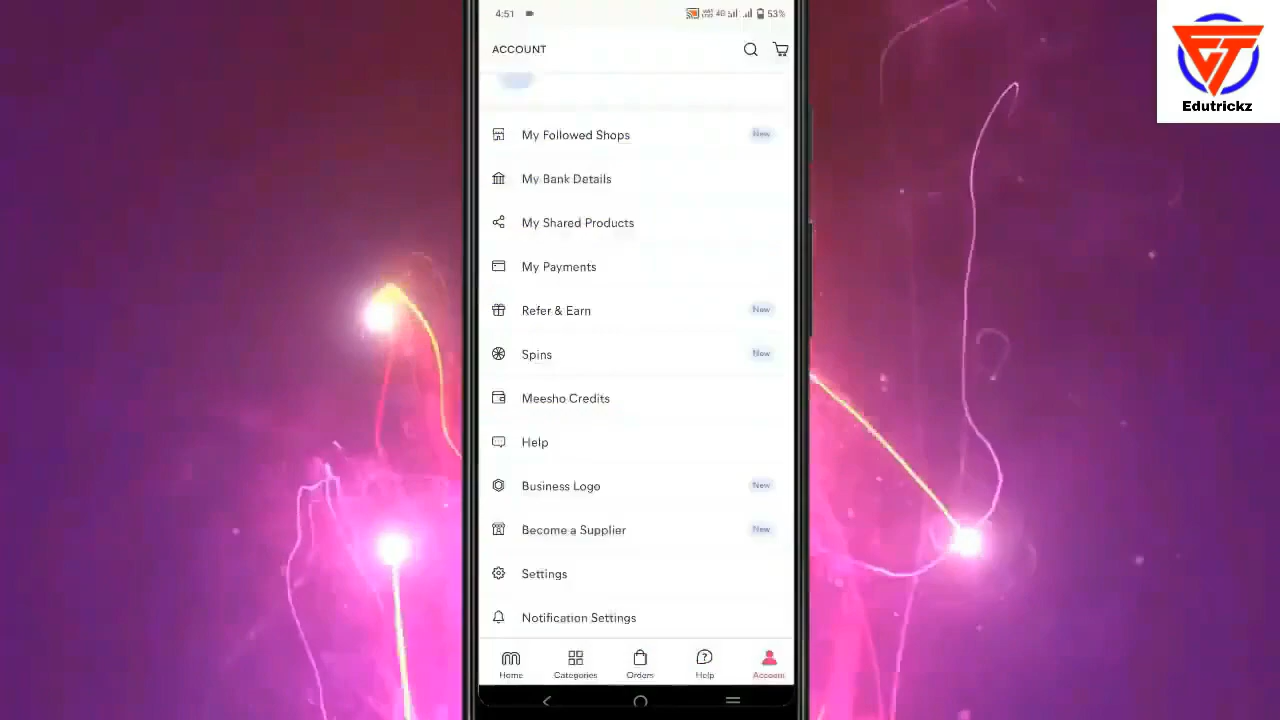 4:51
4G
53%
ACCOUNT
Edutrickz
My Followed Shops New
My Bank Details
My Shared Products
My Payments
Refer & Earn New
Spins New
Meesho Credits
Help
Business Logo New
Become a Supplier New
Settings
Notification Settings
Home Categories Orders Help Account